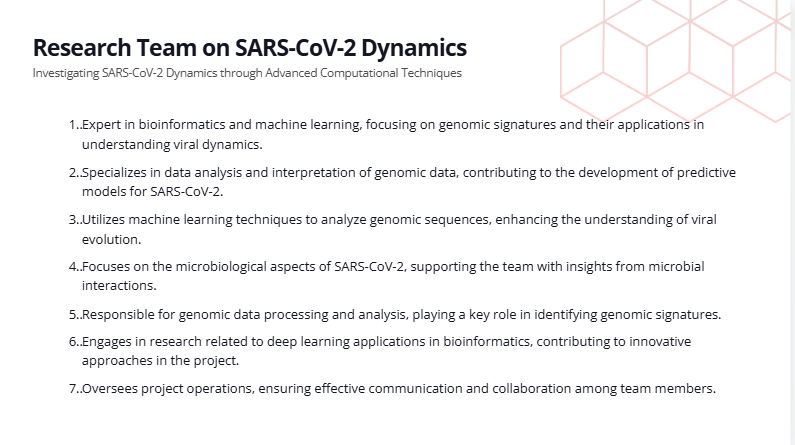 Research Team on SARS-CoV-2 Dynamics
Investigating SARS-CoV-2 Dynamics through Advanced Computational Techniques
1..Expert in bioinformatics and machine learning, focusing on genomic signatures and their applications in
understanding viral dynamics.
2..Specializes in data analysis and interpretation of genomic data, contributing to the development of predictive
models for SARS-CoV-2.
3..Utilizes machine learning techniques to analyze genomic sequences, enhancing the understanding of viral
evolution.
4..Focuses on the microbiological aspects of SARS-CoV-2, supporting the team with insights from microbial
interactions.
5..Responsible for genomic data processing and analysis, playing a key role in identifying genomic signatures.
6..Engages in research related to deep learning applications in bioinformatics, contributing to innovative
approaches in the project.
7..Oversees project operations, ensuring effective communication and collaboration among team members.